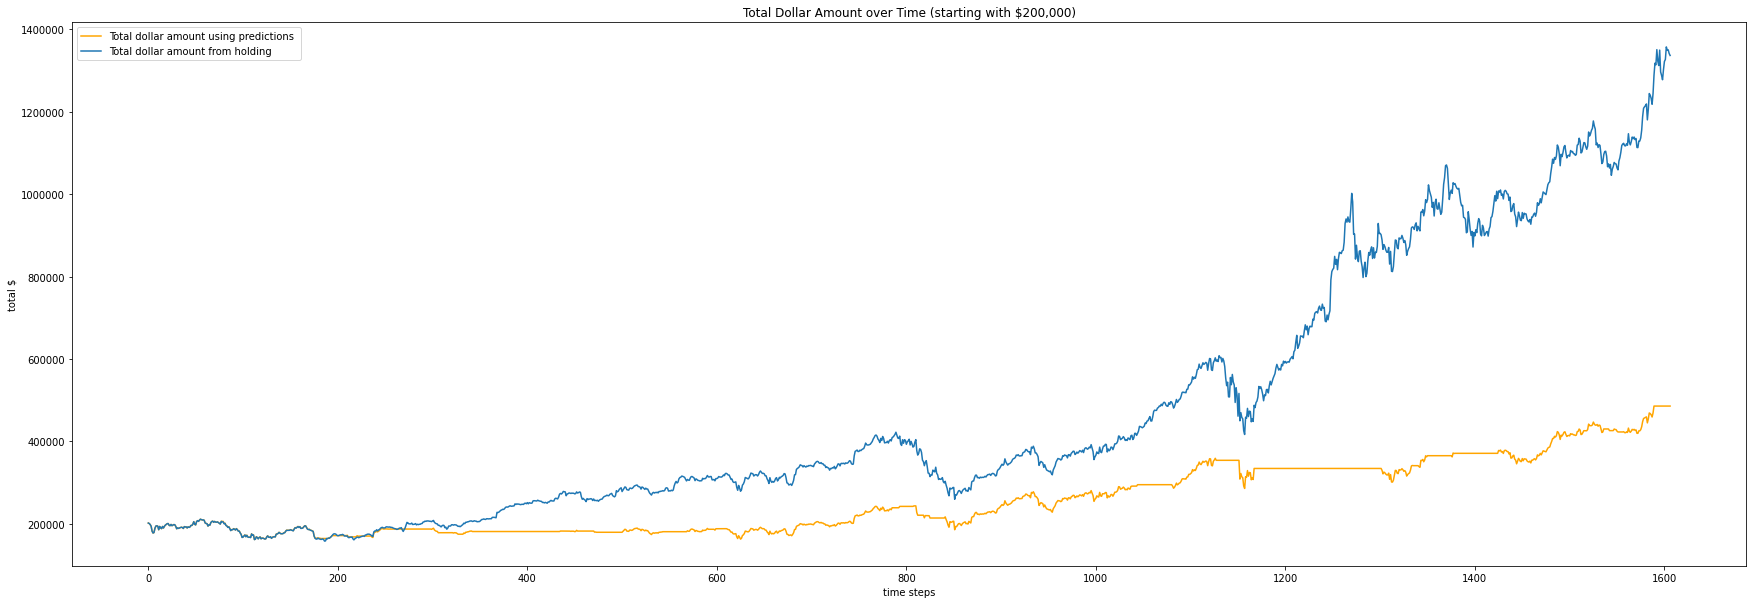 Total Dollar Amount over Time (starting with $200,000)
1400000
Total dollar amount using predictions
Total dollar amount from holding
1200000
1000000
800000
total $
600000
400000
200000
0 200 400 600 800 1000 1200 1400 1600
time steps